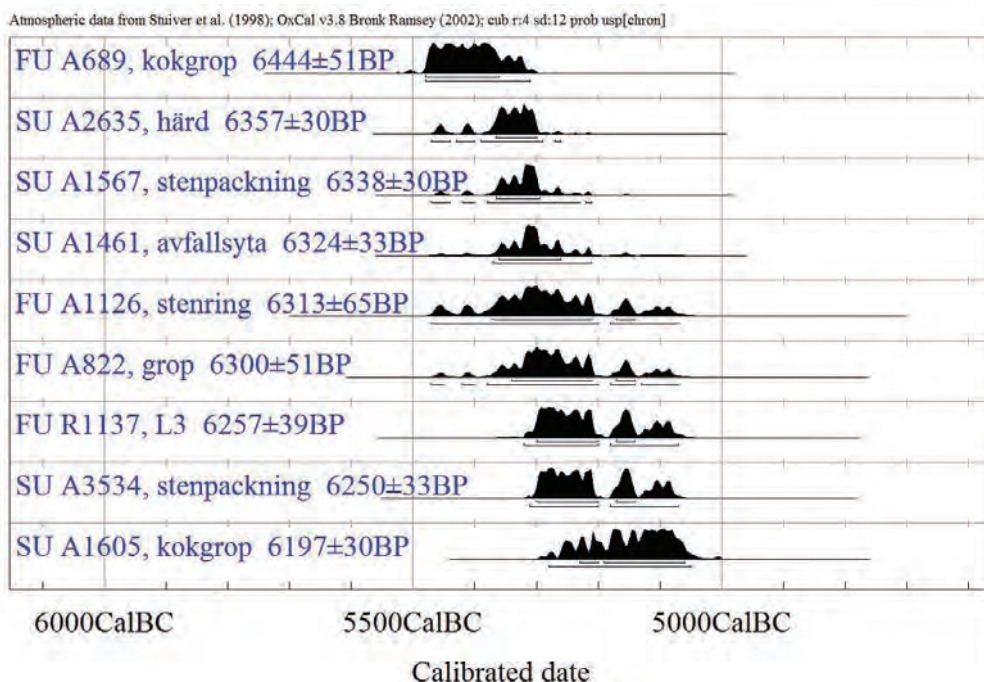 Atmospheric data from Stuiver et al. (1998); OxCal v3.8 Bronk Ramsey (2002); cub r:4 sd:12 prob usp[chron]
FU A689, kokgrop 6444±51BP
SU A2635, härd 6357±30BP
SU A1567, stenpackning 6338±30BP
SU A1461, avfallsyta 6324±33BP
FU A1126, stenring 6313±65BP
FU A822, grop 6300±51BP
FU R1137, L3 6257±39BP
SU A3534, stenpackning 6250±33BP
SU A1605, kokgrop 6197±30BP
6000CalBC 5500CalBC 5000CalBC
Calibrated date